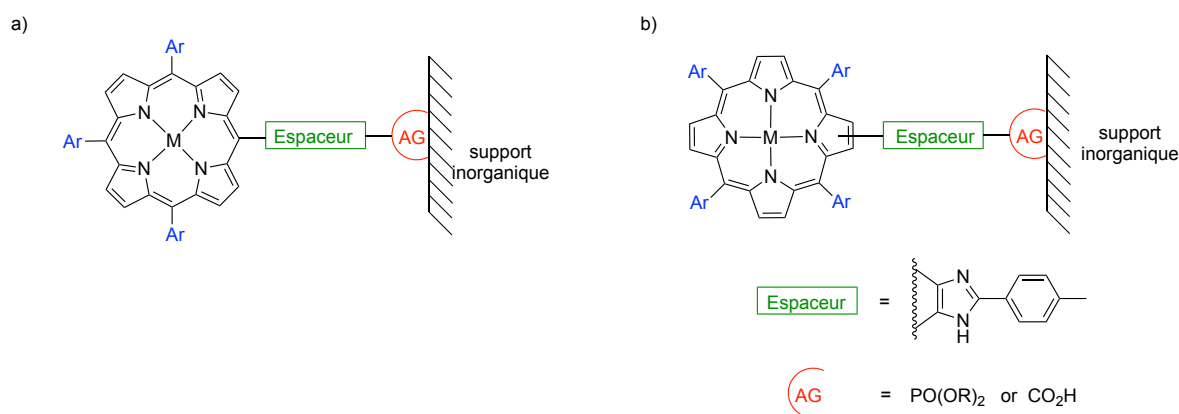 a)
Ar
N
N
M
N
N
Ar
Ar
Espaceur
AG
support
inorganique
b)
Ar
Ar
N
N
M
N
N
Ar
Ar
Espaceur
AG
support
inorganique
Espaceur = N
N
H
AG = PO(OR)2 or CO2H